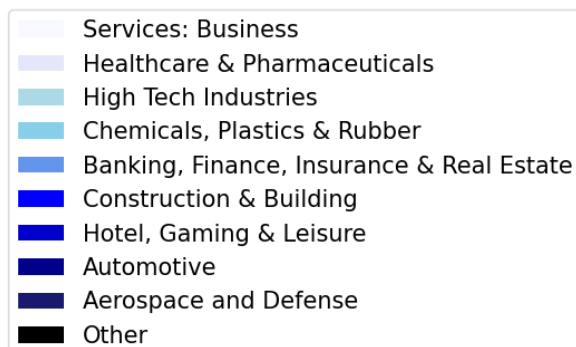 Services: Business
Healthcare & Pharmaceuticals
High Tech Industries
Chemicals, Plastics & Rubber
Banking, Finance, Insurance & Real Estate
Construction & Building
Hotel, Gaming & Leisure
Automotive
Aerospace and Defense
Other